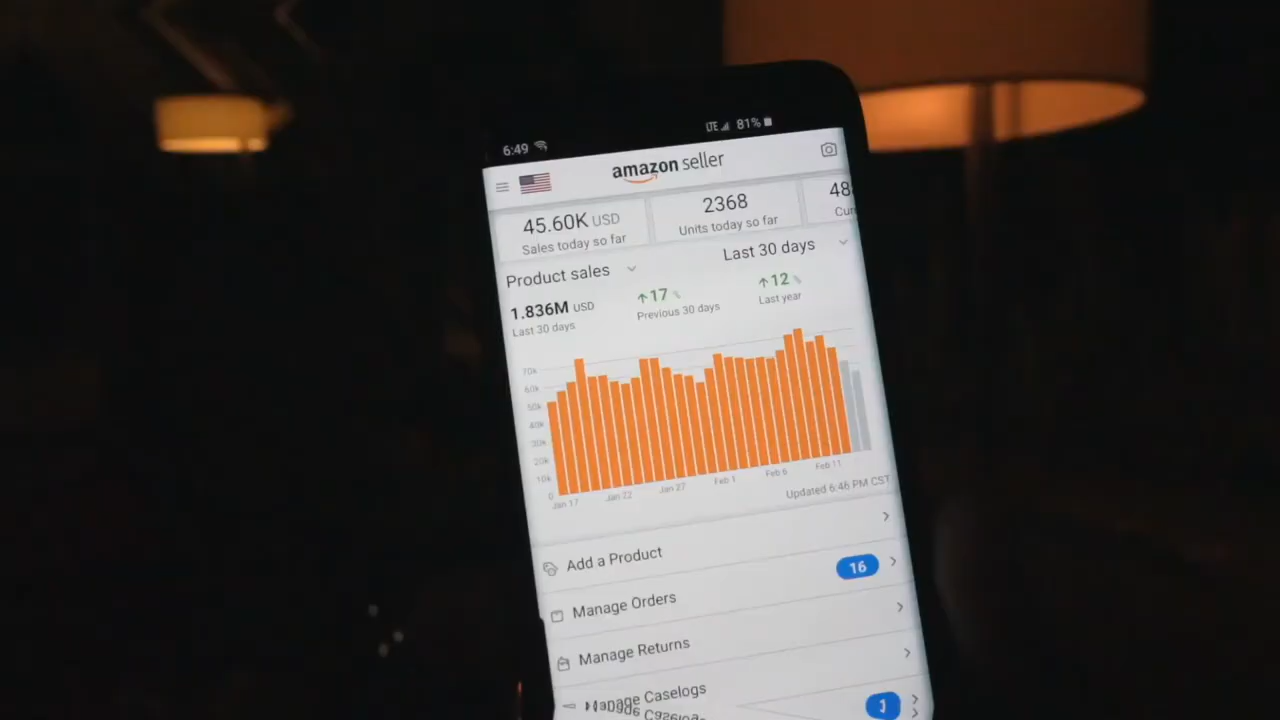 6:49
LTE 81%
amazon seller
45.60K USD
Sales today so far
2368
Units today so far
48
Product sales
Last 30 days
1.836M USD
Last 30 days
↑17 %
Previous 30 days
↑12 %
Last year
70k
60k
50k
40k
30k
20k
10k
0
Jan 17
Jan 22
Jan 27
Feb 1
Feb 6
Feb 11
Updated 6:46 PM CST
Add a Product
Manage Orders
16
Manage Returns
Manage Caselogs